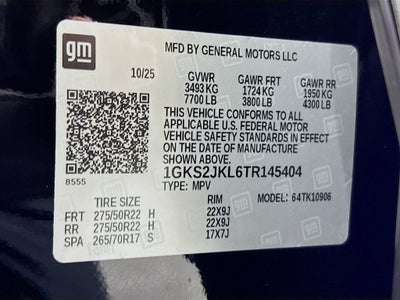 gm
MFD BY GENERAL MOTORS LLC
10/25
GVWR GAWR FRT GAWR RR
3493 KG 1724 KG 1950 KG
7700 LB 3800 LB 4300 LB
THIS VEHICLE CONFORMS TO ALL
APPLICABLE U.S. FEDERAL MOTOR
VEHICLE SAFETY STANDARDS IN EFFECT ON
THE DATE OF MANUFACTURE
SHOWN ABOVE.
1GKS2JKL6TR145404
8555
TYPE: MPV
MODEL: 64TK10906
TIRE SIZE RIM
FRT 275/50R22 H 22X9J
RR 275/50R22 H 22X9J
SPA 265/70R17 S 17X7J